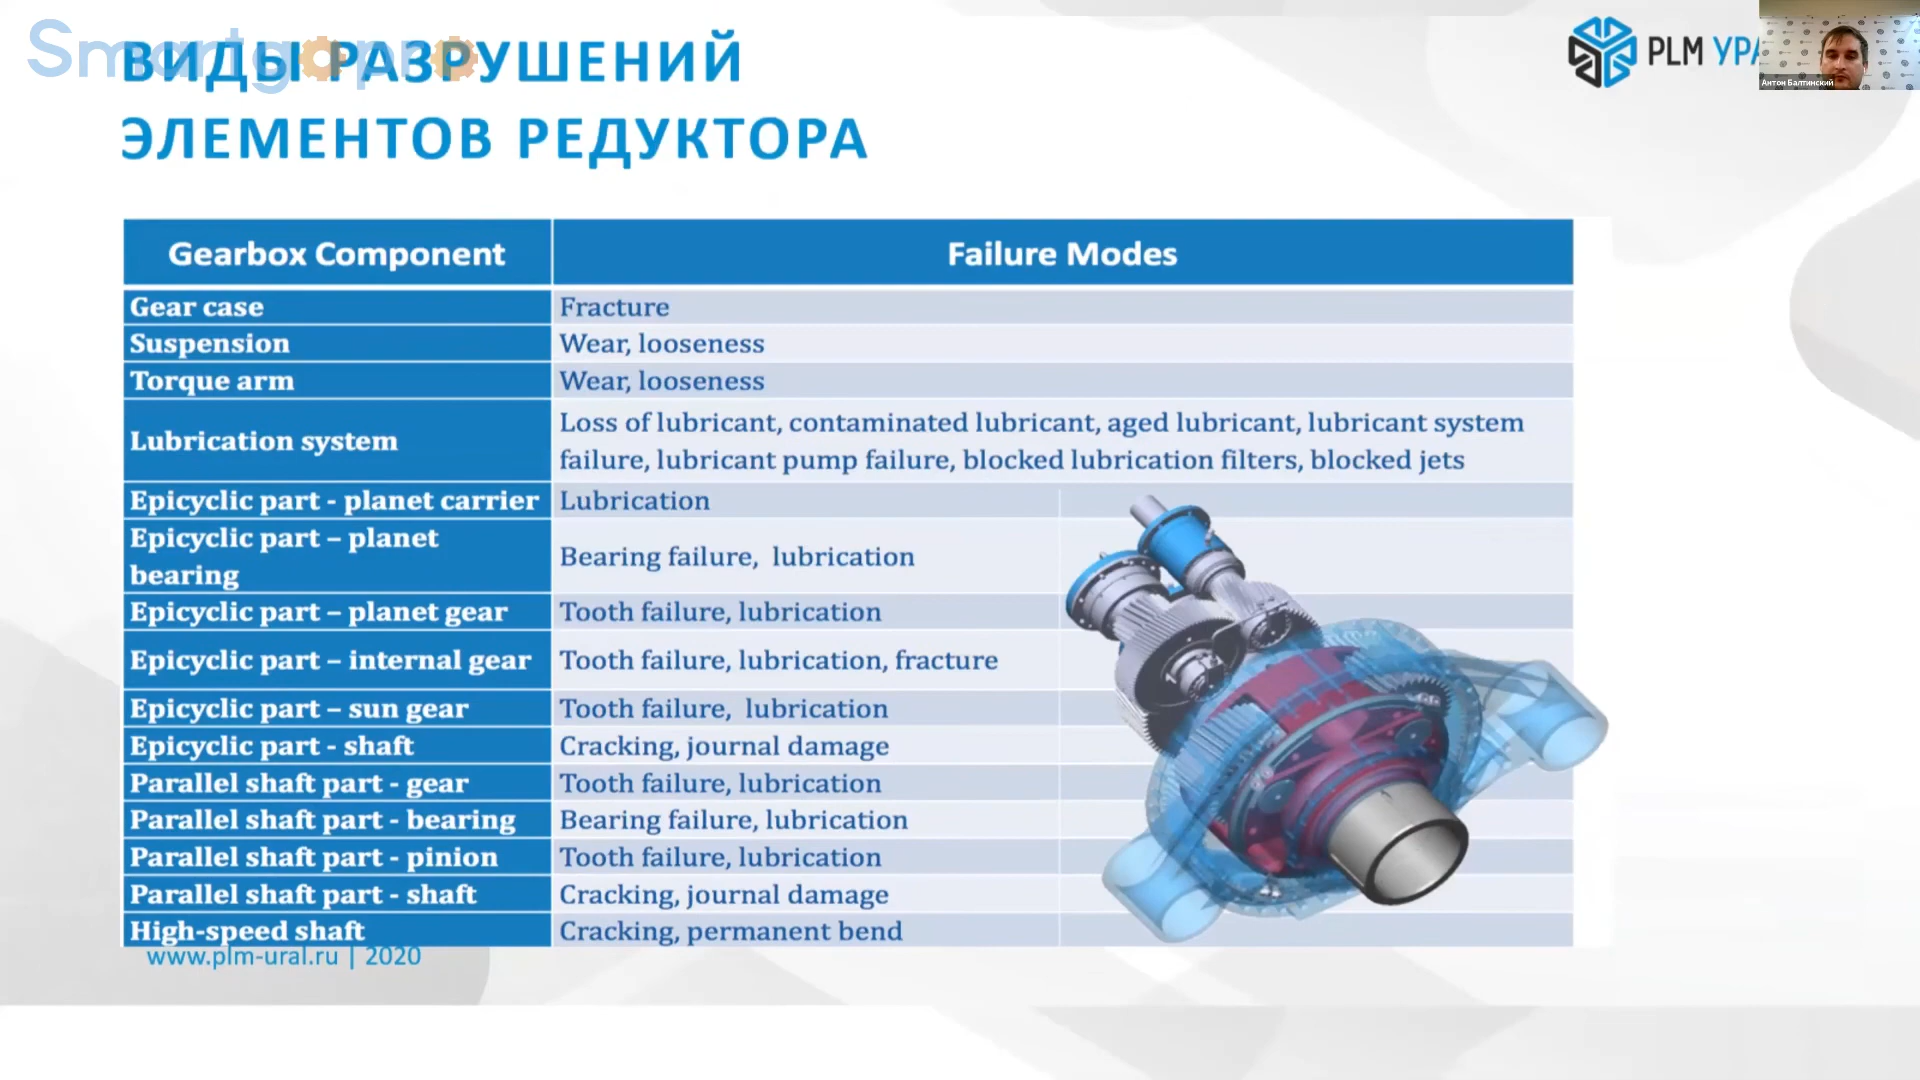 Smartgopro
ВИДЫ РАЗРУШЕНИЙ
ЭЛЕМЕНТОВ РЕДУКТОРА
PLM УРА
Антон Балтинский
Gearbox Component Failure Modes
Gear case Fracture
Suspension Wear, looseness
Torque arm Wear, looseness
Lubrication system Loss of lubricant, contaminated lubricant, aged lubricant, lubricant system
failure, lubricant pump failure, blocked lubrication filters, blocked jets
Epicyclic part - planet carrier Lubrication
Epicyclic part – planet
bearing Bearing failure, lubrication
Epicyclic part – planet gear Tooth failure, lubrication
Epicyclic part – internal gear Tooth failure, lubrication, fracture
Epicyclic part – sun gear Tooth failure, lubrication
Epicyclic part - shaft Cracking, journal damage
Parallel shaft part - gear Tooth failure, lubrication
Parallel shaft part - bearing Bearing failure, lubrication
Parallel shaft part - pinion Tooth failure, lubrication
Parallel shaft part - shaft Cracking, journal damage
High-speed shaft Cracking, permanent bend
www.plm-ural.ru | 2020